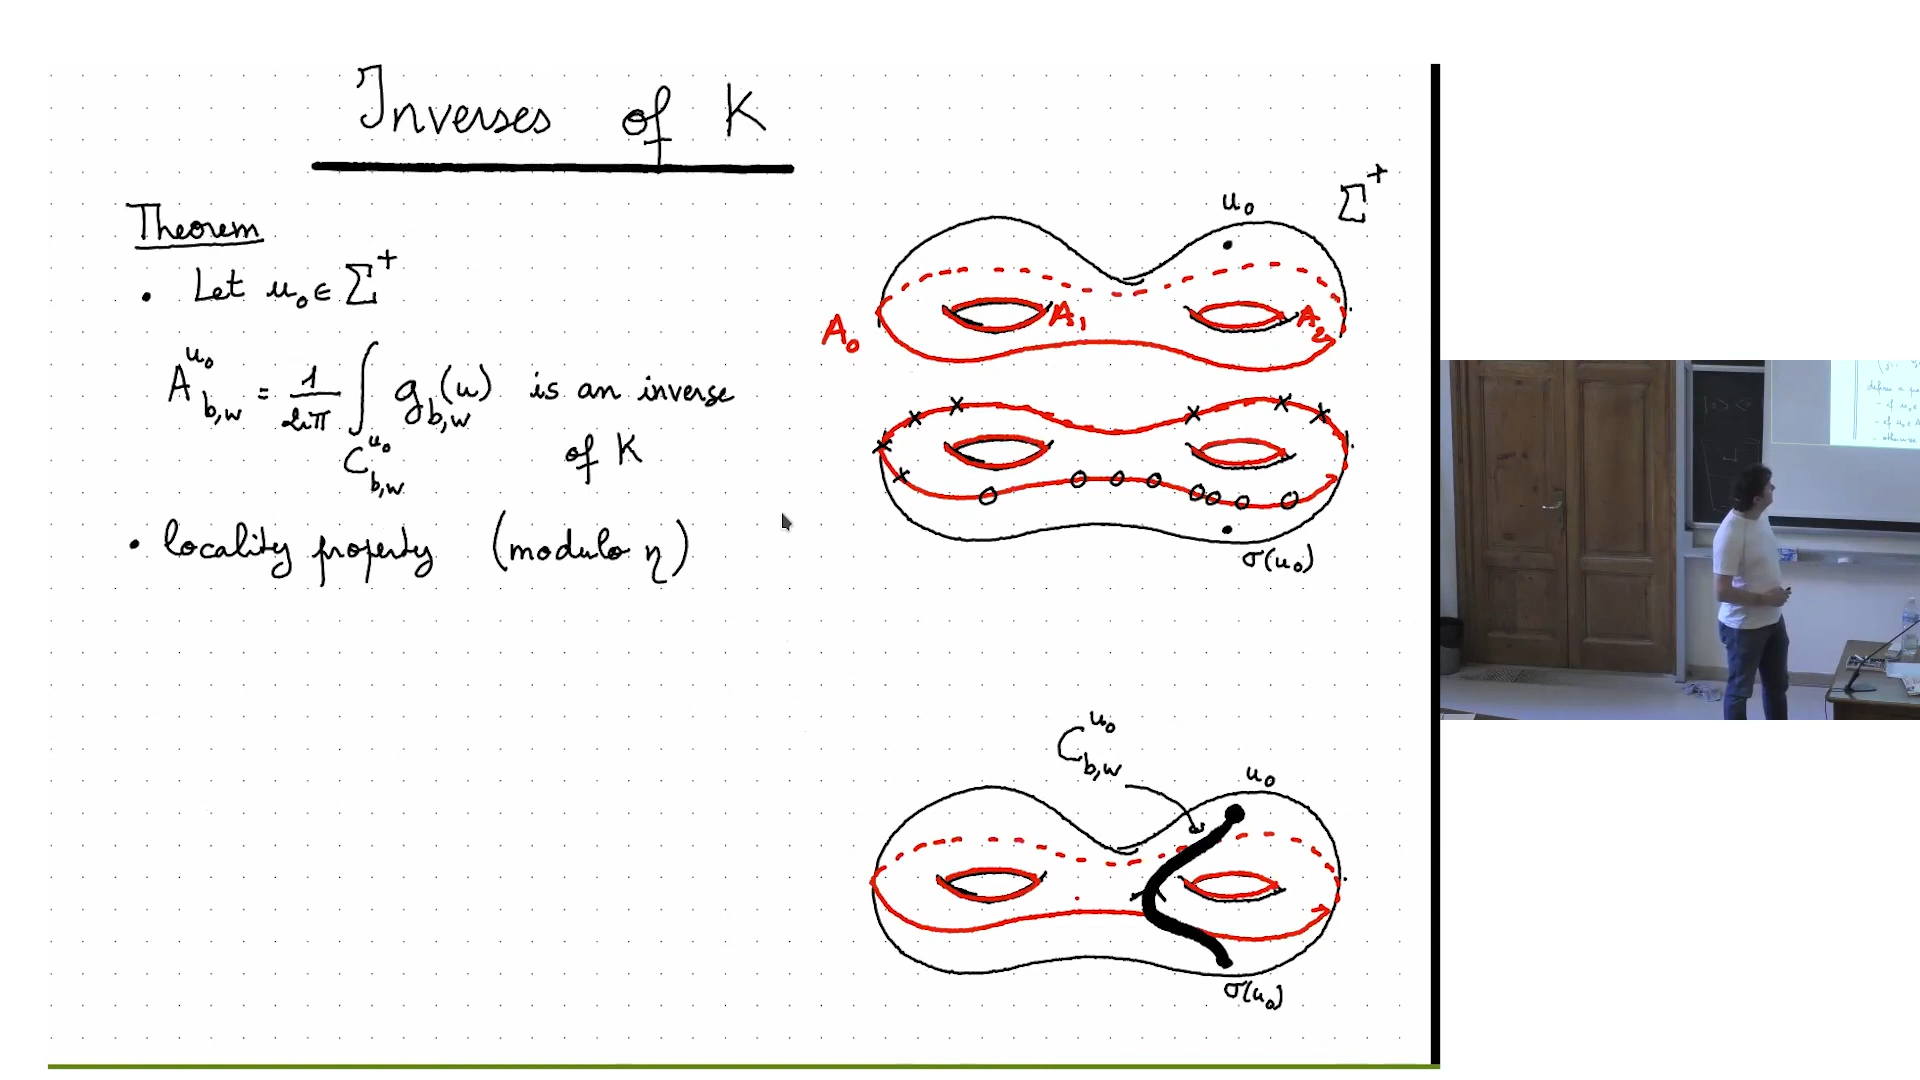 Inverses of K
Theorem
• Let u₀ ∈ Σ⁺
A^{u₀}_{b,w} = 1/2iπ ∫_{C^{u₀}_{b,w}} g_{b,w}(u) is an inverse
of K
• locality property (modulo η)
Σ⁺
u₀
A₀
A₁
A₂
σ(u₀)
C^{u₀}_{b,w}
u₀
σ(u₀)